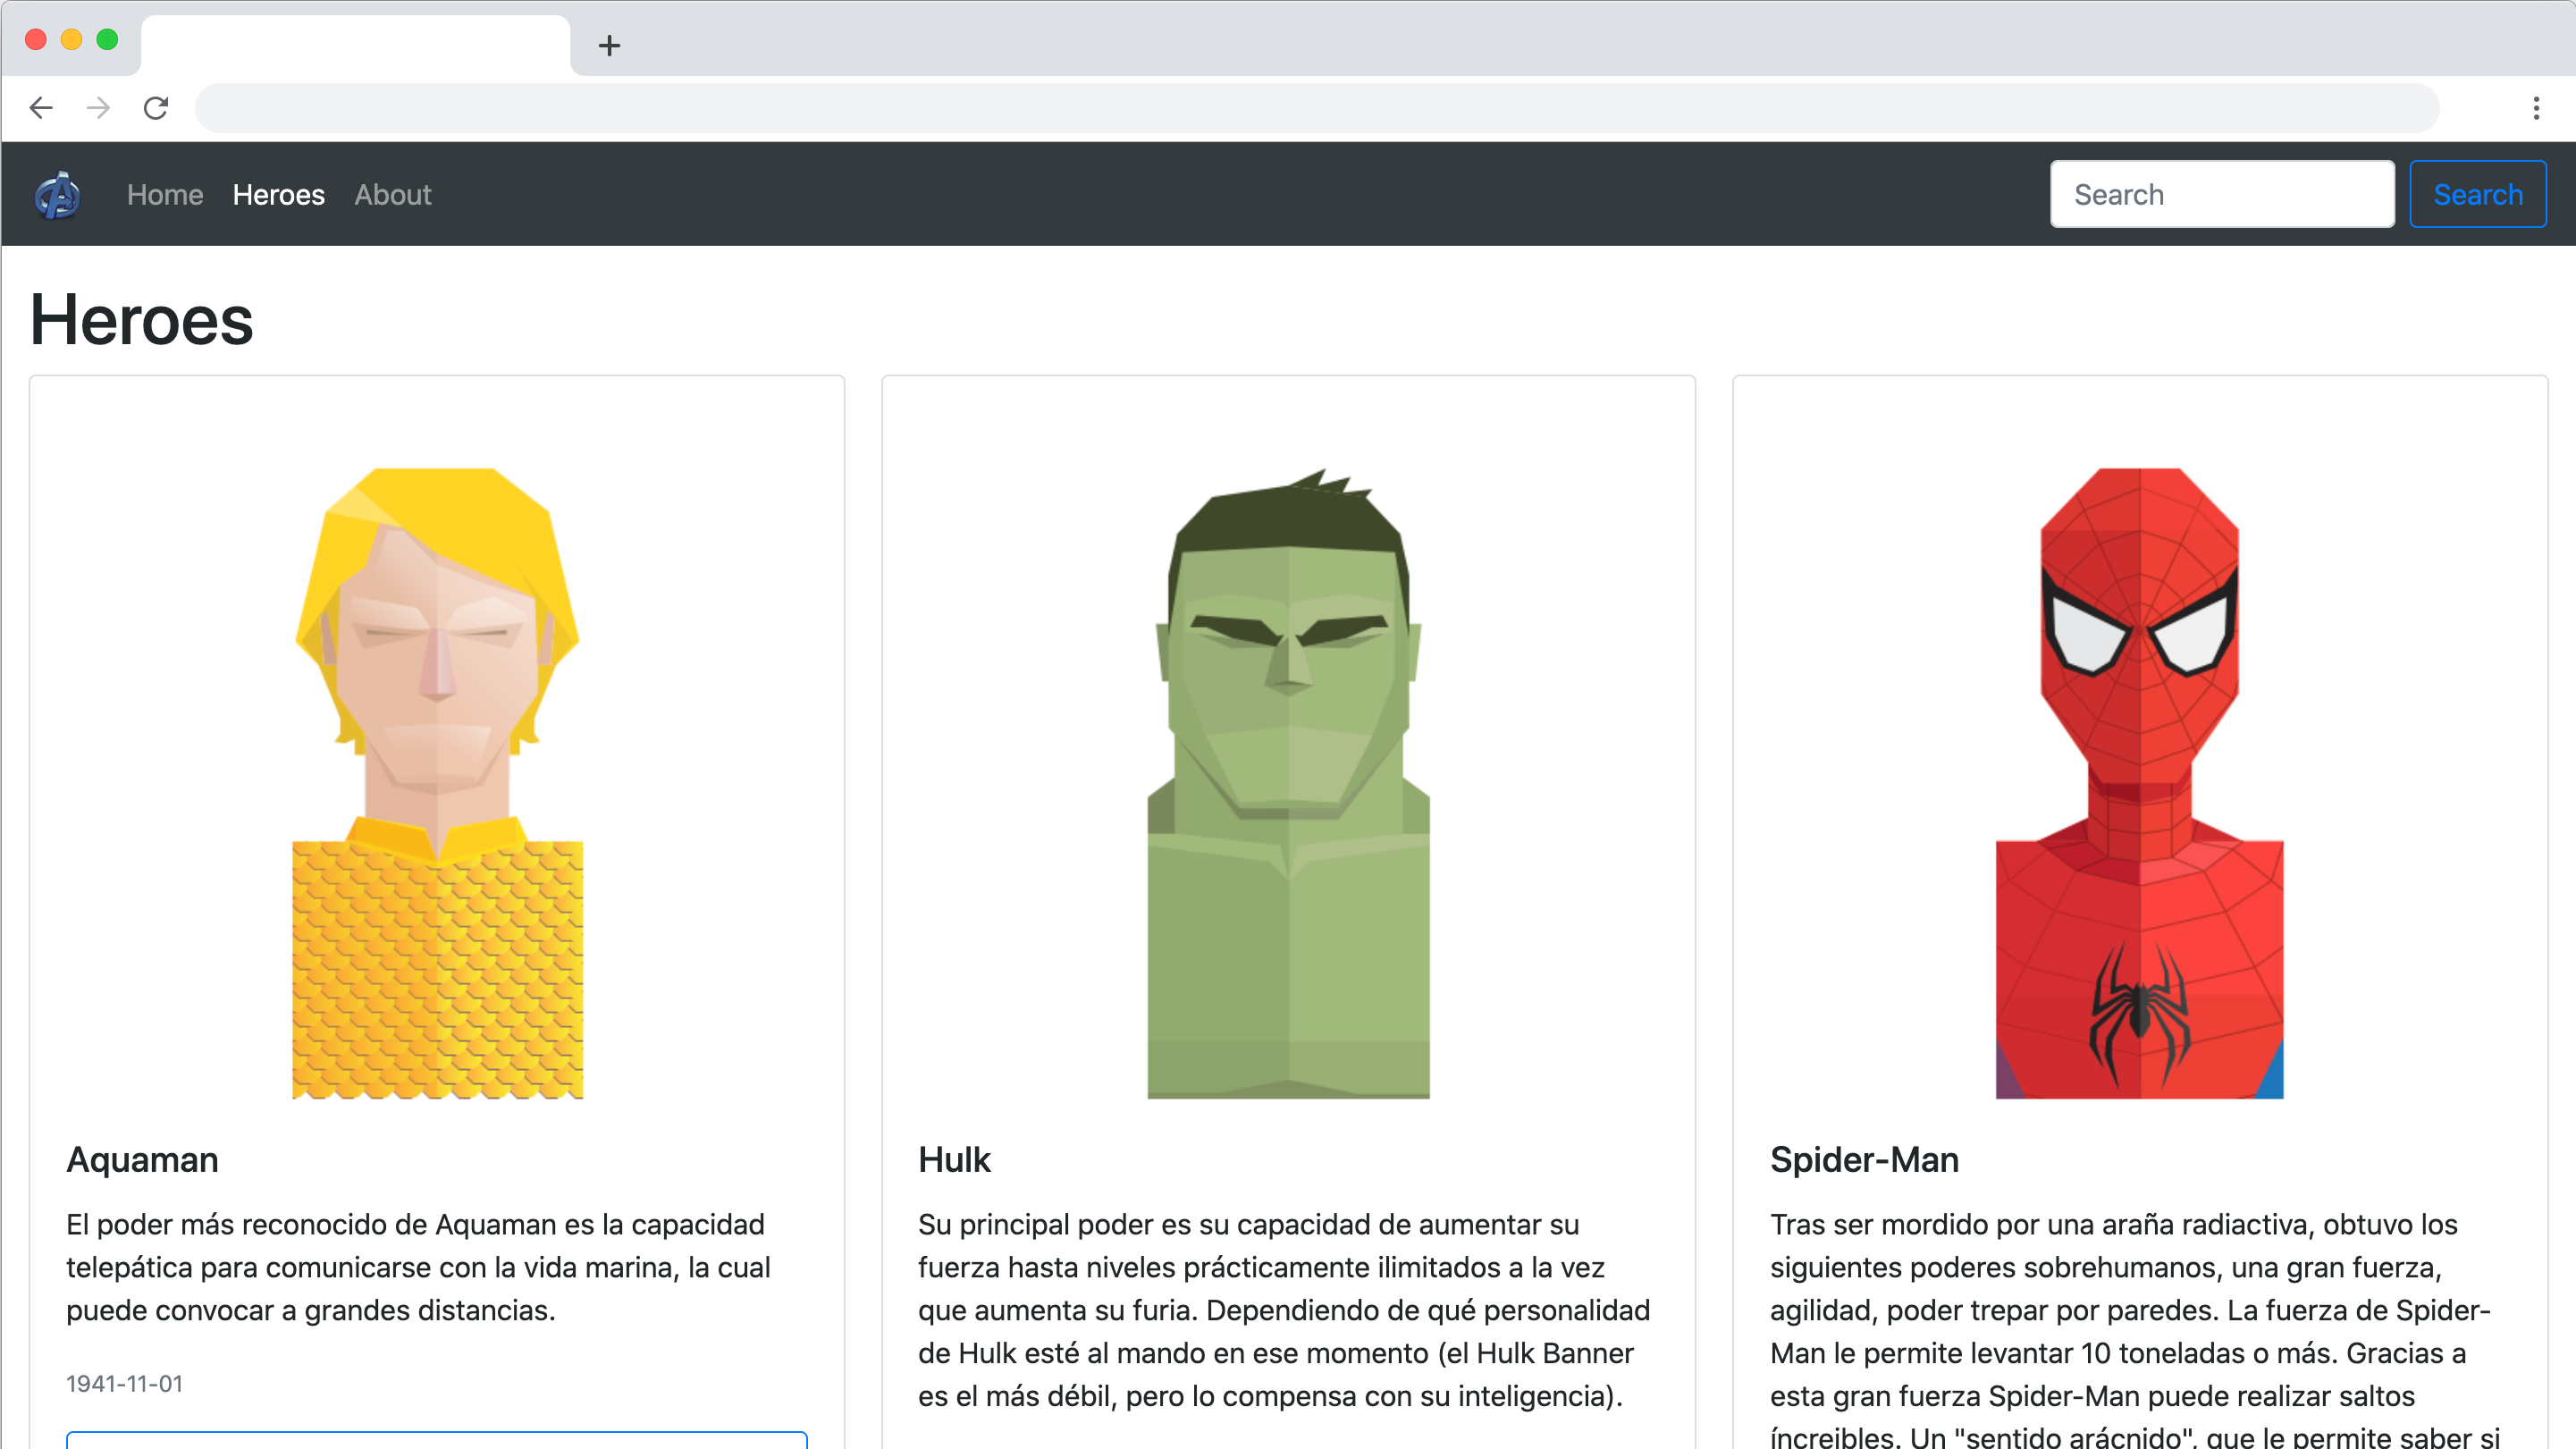 Home Heroes About Search Search
Heroes
Aquaman
El poder más reconocido de Aquaman es la capacidad
telepática para comunicarse con la vida marina, la cual
puede convocar a grandes distancias.
1941-11-01
Hulk
Su principal poder es su capacidad de aumentar su
fuerza hasta niveles prácticamente ilimitados a la vez
que aumenta su furia. Dependiendo de qué personalidad
de Hulk esté al mando en ese momento (el Hulk Banner
es el más débil, pero lo compensa con su inteligencia).
Spider-Man
Tras ser mordido por una araña radiactiva, obtuvo los
siguientes poderes sobrehumanos, una gran fuerza,
agilidad, poder trepar por paredes. La fuerza de Spider-
Man le permite levantar 10 toneladas o más. Gracias a
esta gran fuerza Spider-Man puede realizar saltos
íncreibles. Un "sentido arácnido", que le permite saber si